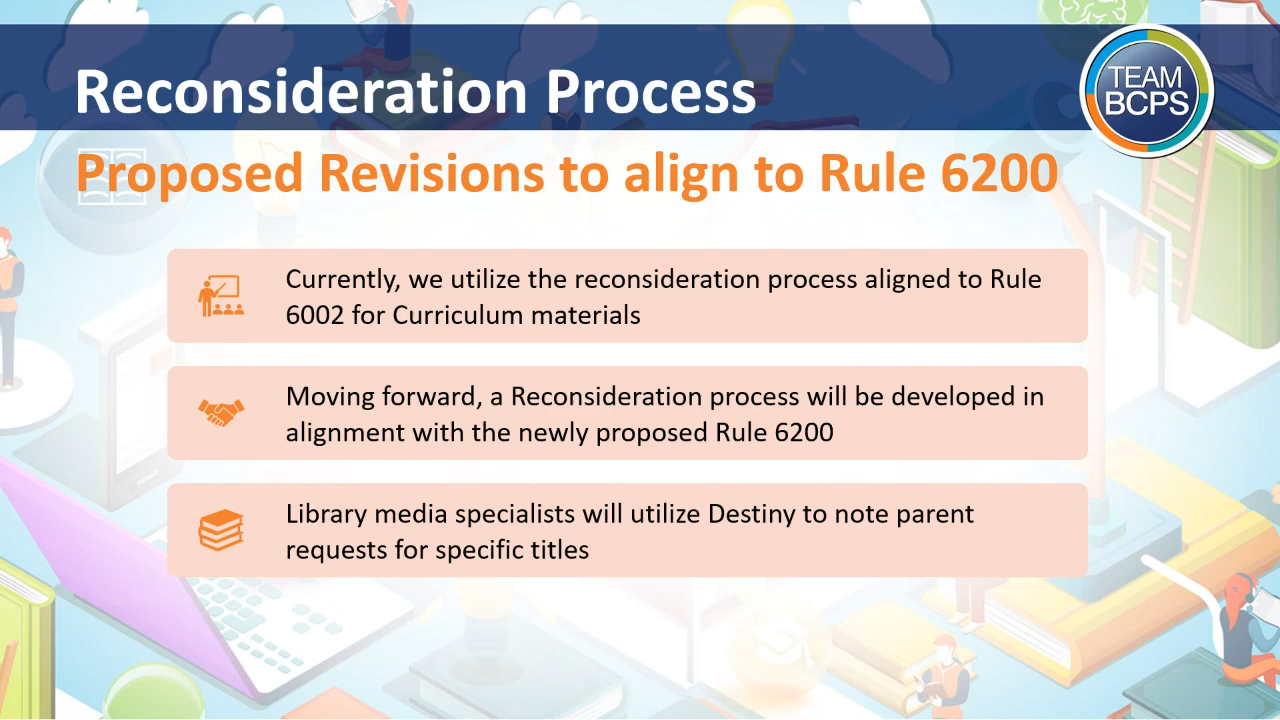 Reconsideration Process
TEAM
BCPS
Proposed Revisions to align to Rule 6200
Currently, we utilize the reconsideration process aligned to Rule
6002 for Curriculum materials
Moving forward, a Reconsideration process will be developed in
alignment with the newly proposed Rule 6200
Library media specialists will utilize Destiny to note parent
requests for specific titles